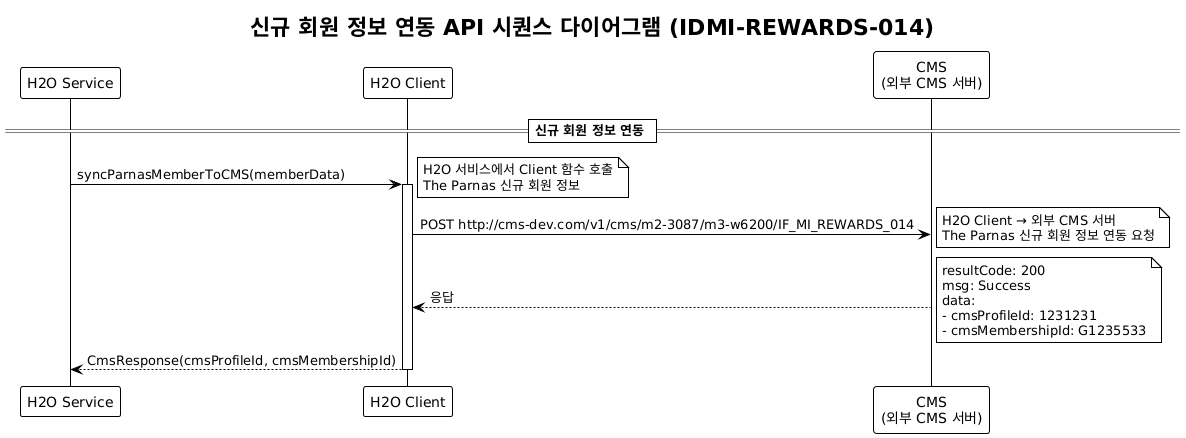 신규 회원 정보 연동 API 시퀀스 다이어그램 (IDMI-REWARDS-014)
H2O Service
H2O Client
CMS
(외부 CMS 서버)
신규 회원 정보 연동
syncParnasMemberToCMS(memberData)
H2O 서비스에서 Client 함수 호출
The Parnas 신규 회원 정보
POST http://cms-dev.com/v1/cms/m2-3087/m3-w6200/IF_MI_REWARDS_014
H2O Client → 외부 CMS 서버
The Parnas 신규 회원 정보 연동 요청
응답
resultCode: 200
msg: Success
data:
- cmsProfileId: 1231231
- cmsMembershipId: G1235533
CmsResponse(cmsProfileId, cmsMembershipId)
H2O Service
H2O Client
CMS
(외부 CMS 서버)